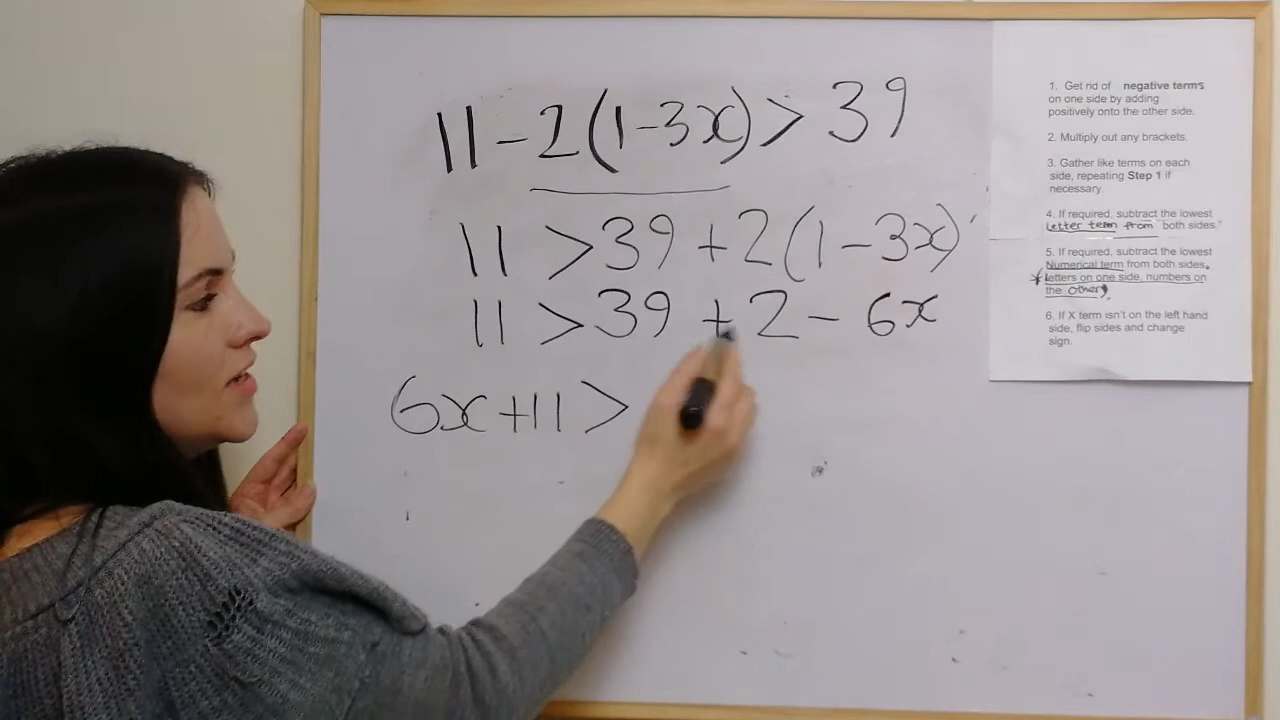 11-2(1-3x)>39
11 >39+2(1-3x)
11 >39+2-6x
6x+11>
1. Get rid of negative terms
on one side by adding
positively onto the other side.
2. Multiply out any brackets.
3. Gather like terms on each
side, repeating Step 1 if
necessary.
4. If required, subtract the lowest
Letter term from both sides."
5. If required, subtract the lowest
Numerical term from both sides.
*letters on one side, numbers on
the other.
6. If X term isn't on the left hand
side, flip sides and change
sign.